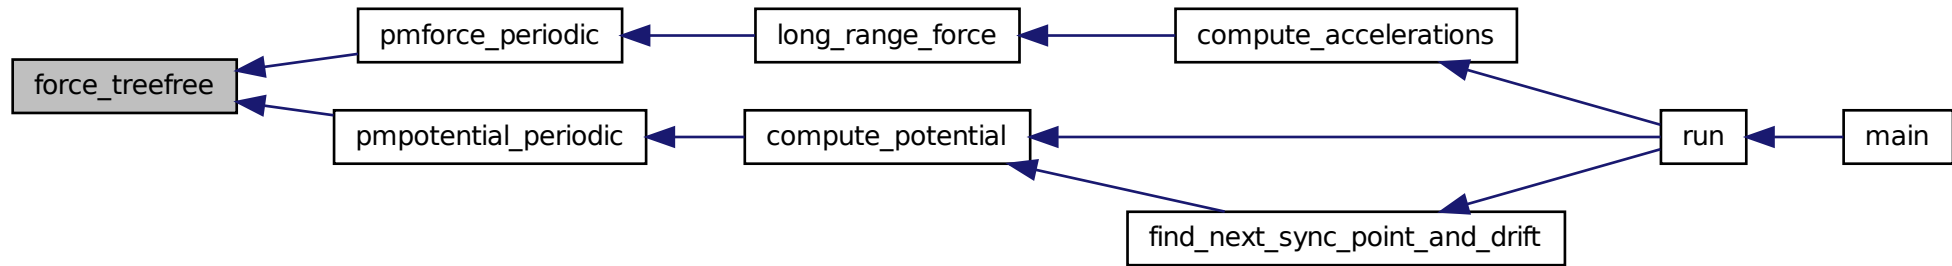 pmforce_periodic
long_range_force
compute_accelerations
force_treefree
pmpotential_periodic
compute_potential
run
main
find_next_sync_point_and_drift